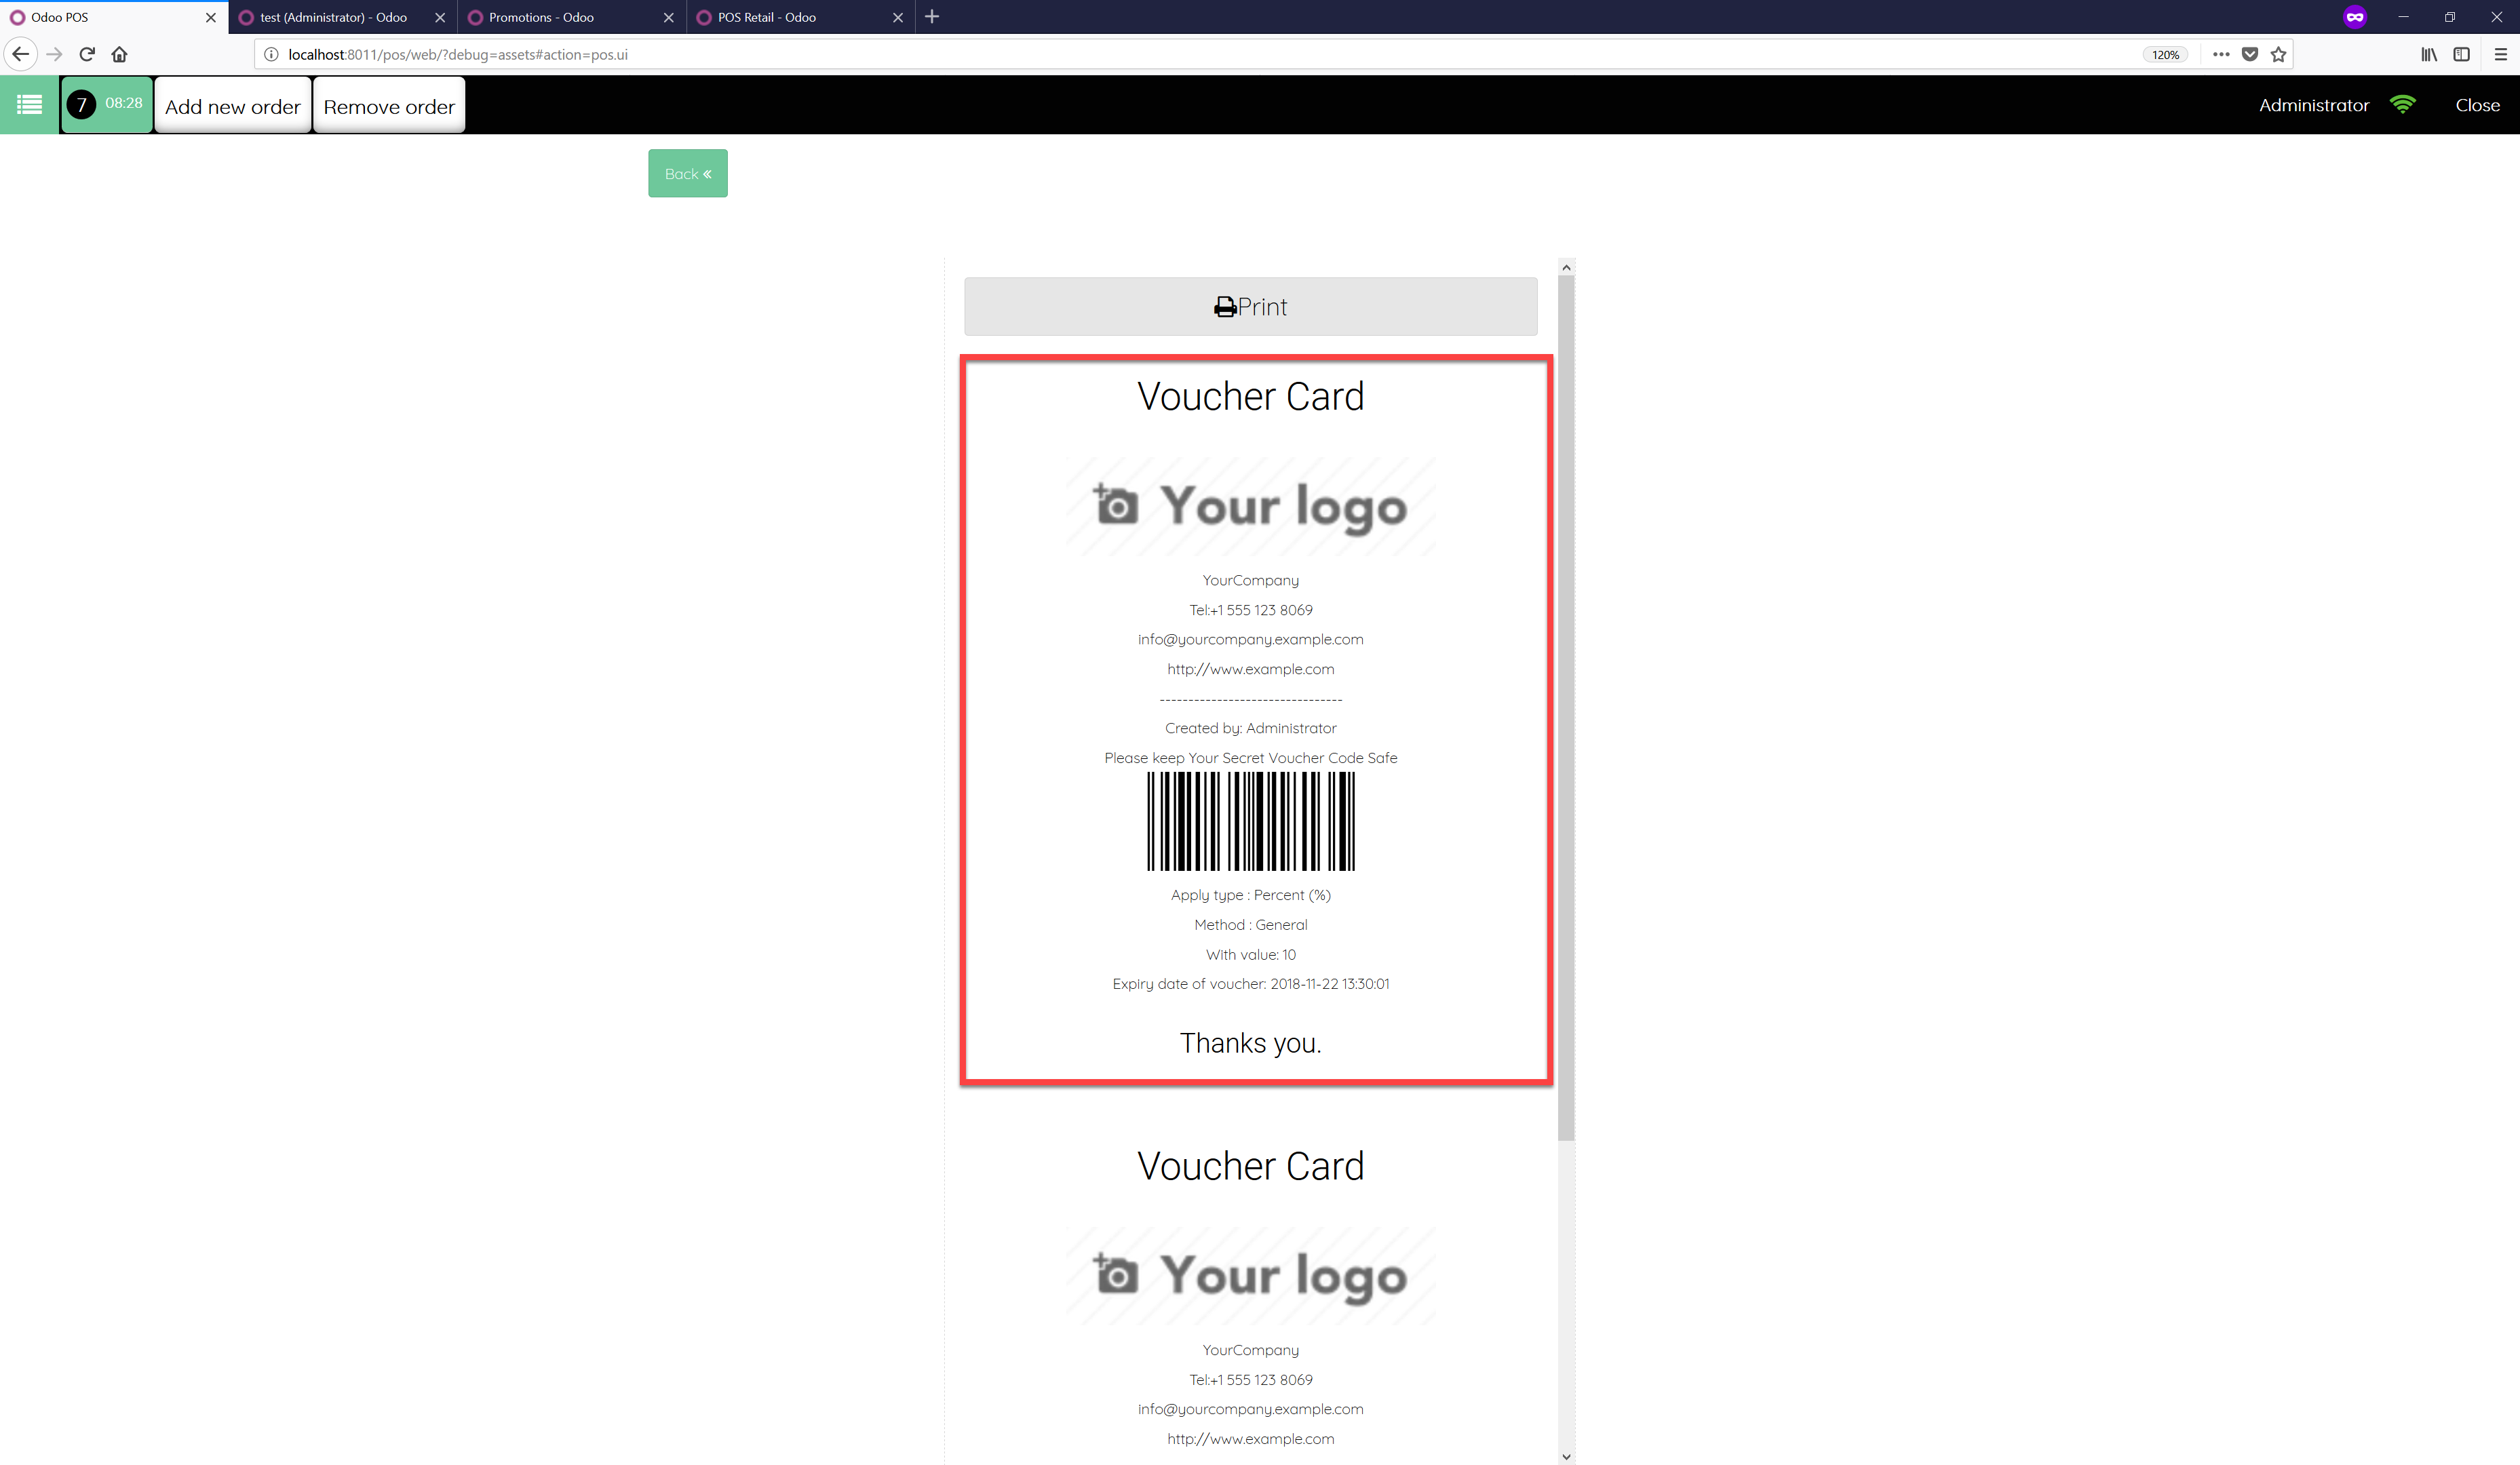 Odoo POS
test (Administrator) - Odoo
Promotions - Odoo
POS Retail - Odoo
localhost:8011/pos/web/?debug=assets#action=pos.ui
120%
7 08:28
Add new order
Remove order
Administrator
Close
Back
Print
Voucher Card
Your logo
YourCompany
Tel:+1 555 123 8069
info@yourcompany.example.com
http://www.example.com
--------------------------------
Created by: Administrator
Please keep Your Secret Voucher Code Safe
Apply type : Percent (%)
Method : General
With value: 10
Expiry date of voucher: 2018-11-22 13:30:01
Thanks you.
Voucher Card
Your logo
YourCompany
Tel:+1 555 123 8069
info@yourcompany.example.com
http://www.example.com